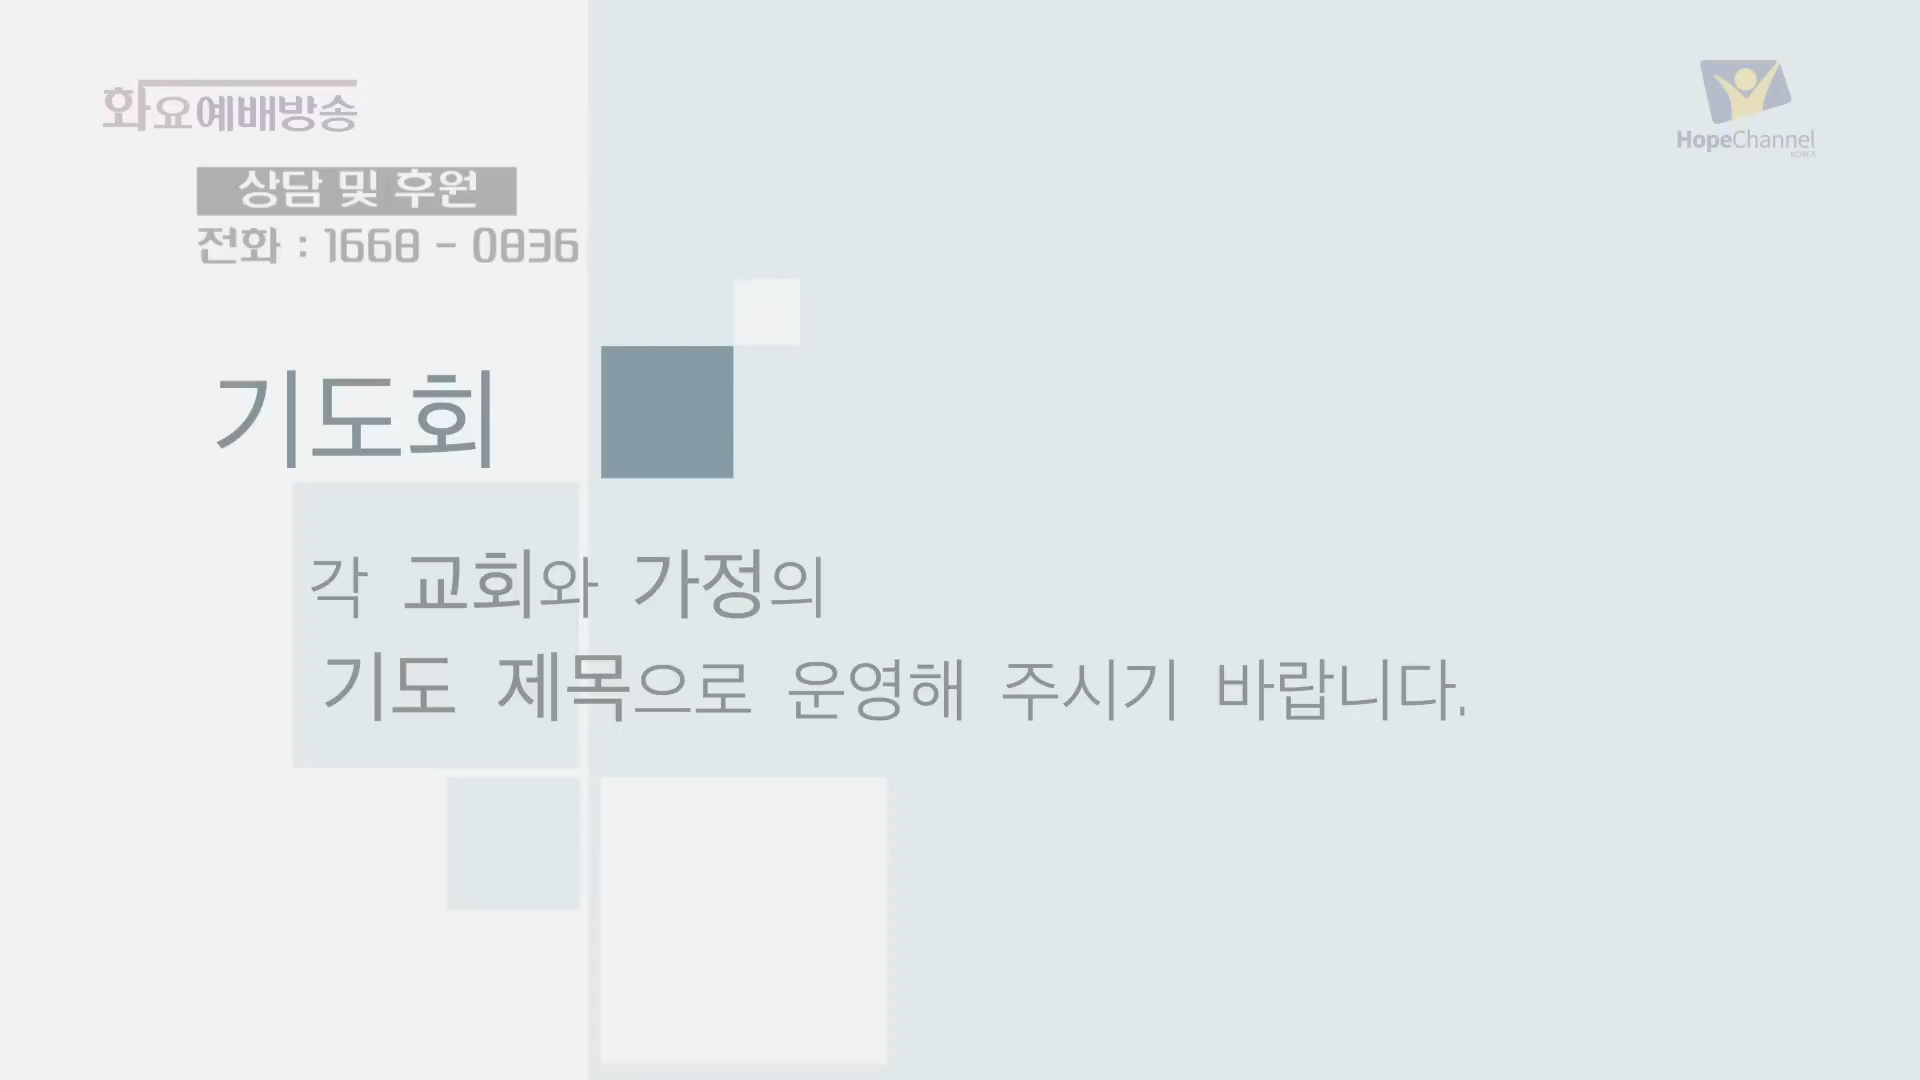 화요예배방송
HopeChannel
KOREA
상담 및 후원
전화 : 1668 - 0836
기도회
각 교회와 가정의
기도 제목으로 운영해 주시기 바랍니다.